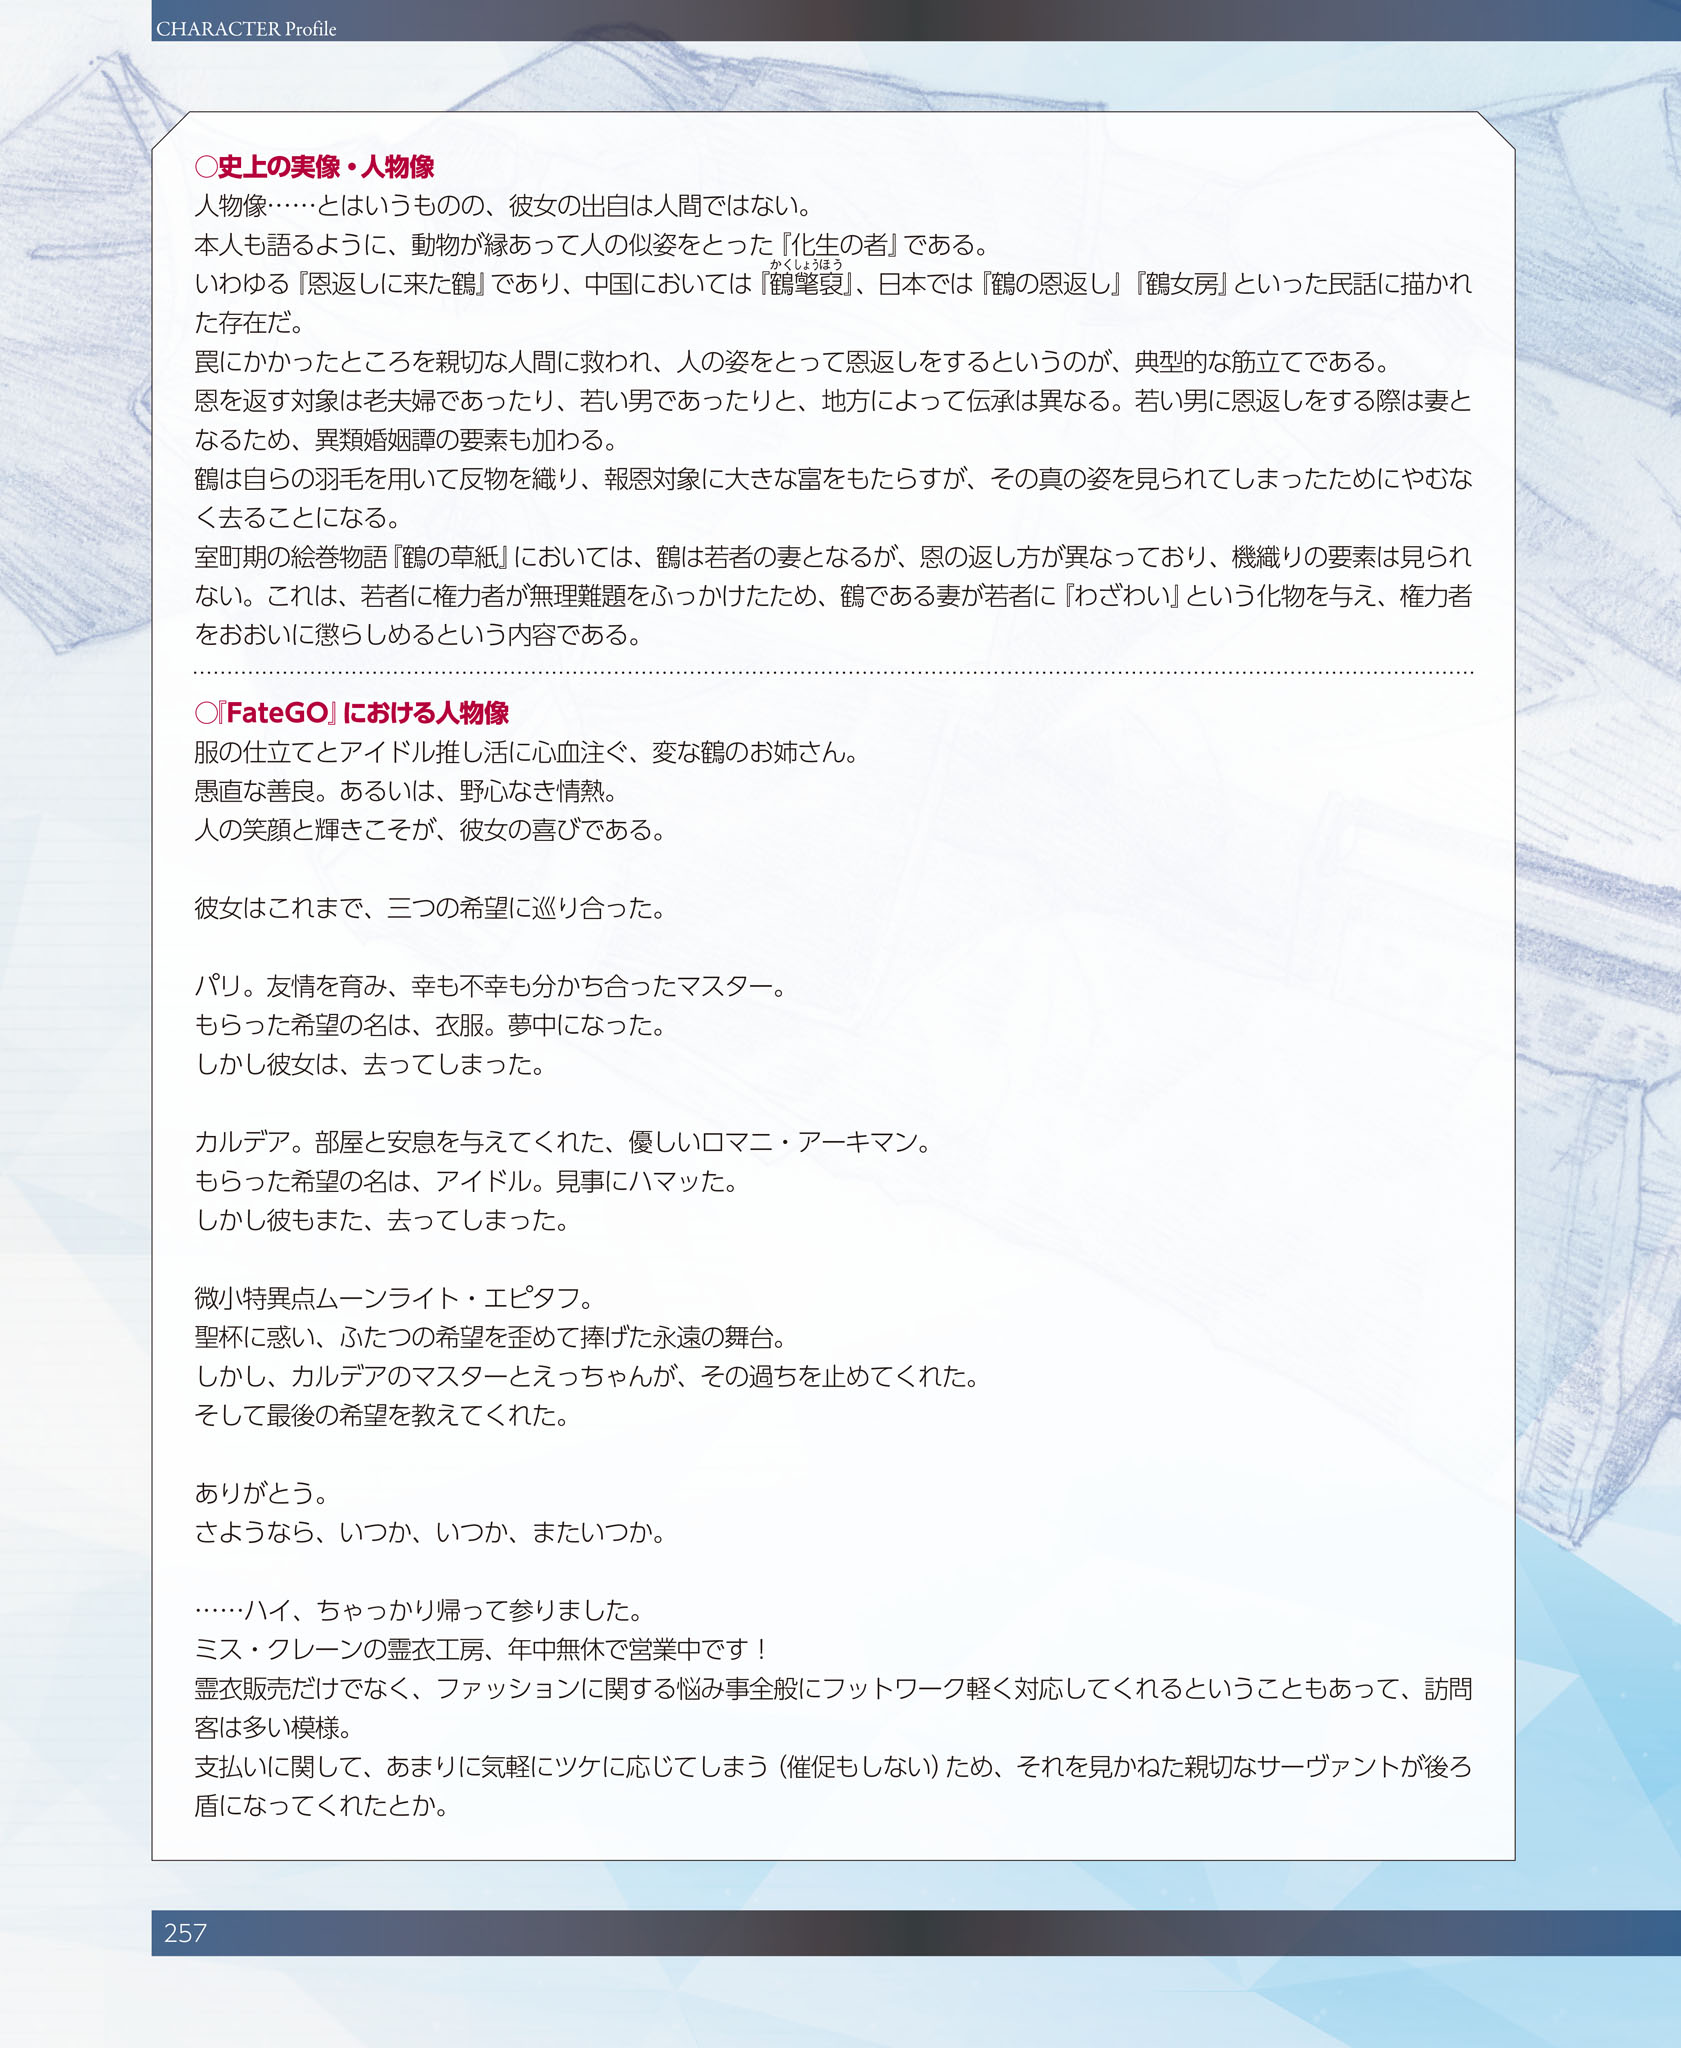 CHARACTER Profile
○史上の実像・人物像
人物像……とはいうものの、彼女の出自は人間ではない。
本人も語るように、動物が縁あって人の似姿をとった『化生の者』である。
かくしょうほう
いわゆる『恩返しに来た鶴』であり、中国においては『鶴氅裒』、日本では『鶴の恩返し』『鶴女房』といった民話に描かれ
た存在だ。
罠にかかったところを親切な人間に救われ、人の姿をとって恩返しをするというのが、典型的な筋立てである。
恩を返す対象は老夫婦であったり、若い男であったりと、地方によって伝承は異なる。若い男に恩返しをする際は妻と
なるため、異類婚姻譚の要素も加わる。
鶴は自らの羽毛を用いて反物を織り、報恩対象に大きな富をもたらすが、その真の姿を見られてしまったためにやむな
く去ることになる。
室町期の絵巻物語『鶴の草紙』においては、鶴は若者の妻となるが、恩の返し方が異なっており、機織りの要素は見られ
ない。これは、若者に権力者が無理難題をふっかけたため、鶴である妻が若者に『わざわい』という化物を与え、権力者
をおおいに懲らしめるという内容である。
○『FateGO』における人物像
服の仕立てとアイドル推し活に心血注ぐ、変な鶴のお姉さん。
愚直な善良。あるいは、野心なき情熱。
人の笑顔と輝きこそが、彼女の喜びである。
彼女はこれまで、三つの希望に巡り合った。
パリ。友情を育み、幸も不幸も分かち合ったマスター。
もらった希望の名は、衣服。夢中になった。
しかし彼女は、去ってしまった。
カルデア。部屋と安息を与えてくれた、優しいロマニ・アーキマン。
もらった希望の名は、アイドル。見事にハマッた。
しかし彼もまた、去ってしまった。
微小特異点ムーンライト・エピタフ。
聖杯に惑い、ふたつの希望を歪めて捧げた永遠の舞台。
しかし、カルデアのマスターとえっちゃんが、その過ちを止めてくれた。
そして最後の希望を教えてくれた。
ありがとう。
さようなら、いつか、いつか、またいつか。
……ハイ、ちゃっかり帰って参りました。
ミス・クレーンの霊衣工房、年中無休で営業中です！
霊衣販売だけでなく、ファッションに関する悩み事全般にフットワーク軽く対応してくれるということもあって、訪問
客は多い模様。
支払いに関して、あまりに気軽にツケに応じてしまう（催促もしない）ため、それを見かねた親切なサーヴァントが後ろ
盾になってくれたとか。
257